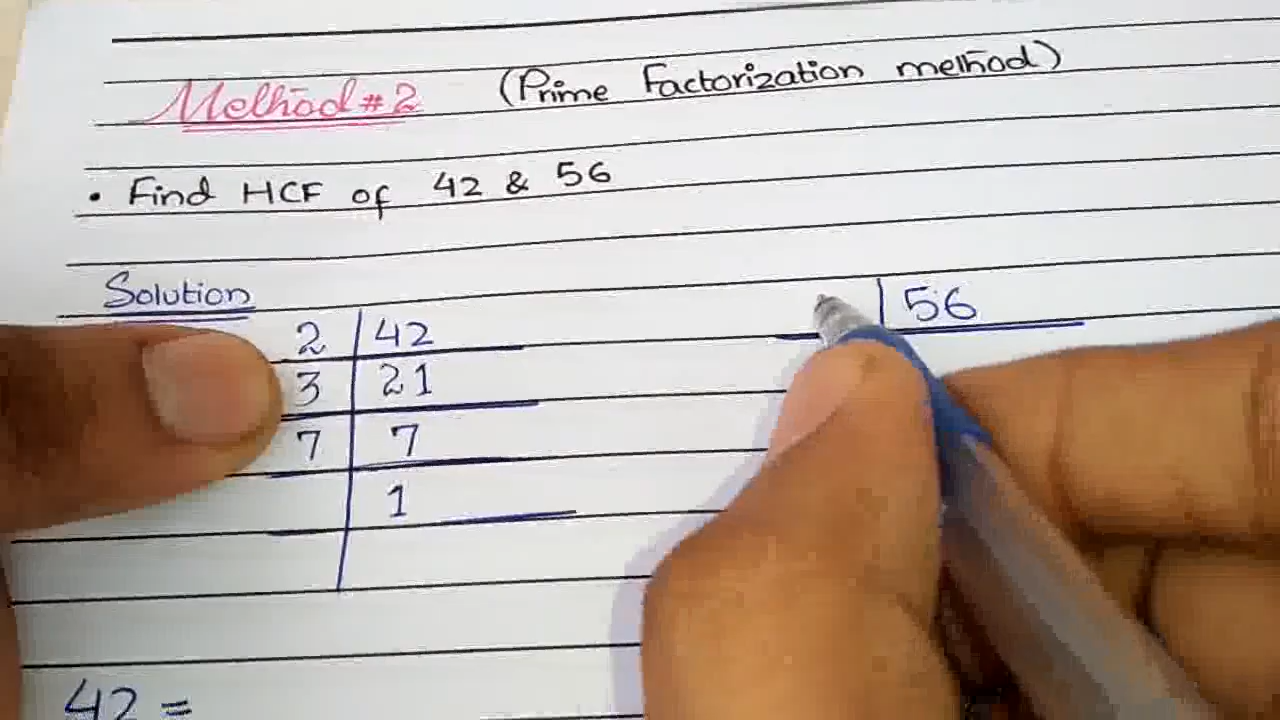 Method #2 (Prime Factorization method)
• Find HCF of 42 & 56
Solution
2 | 42
3 | 21
7 | 7
1
56
42 =